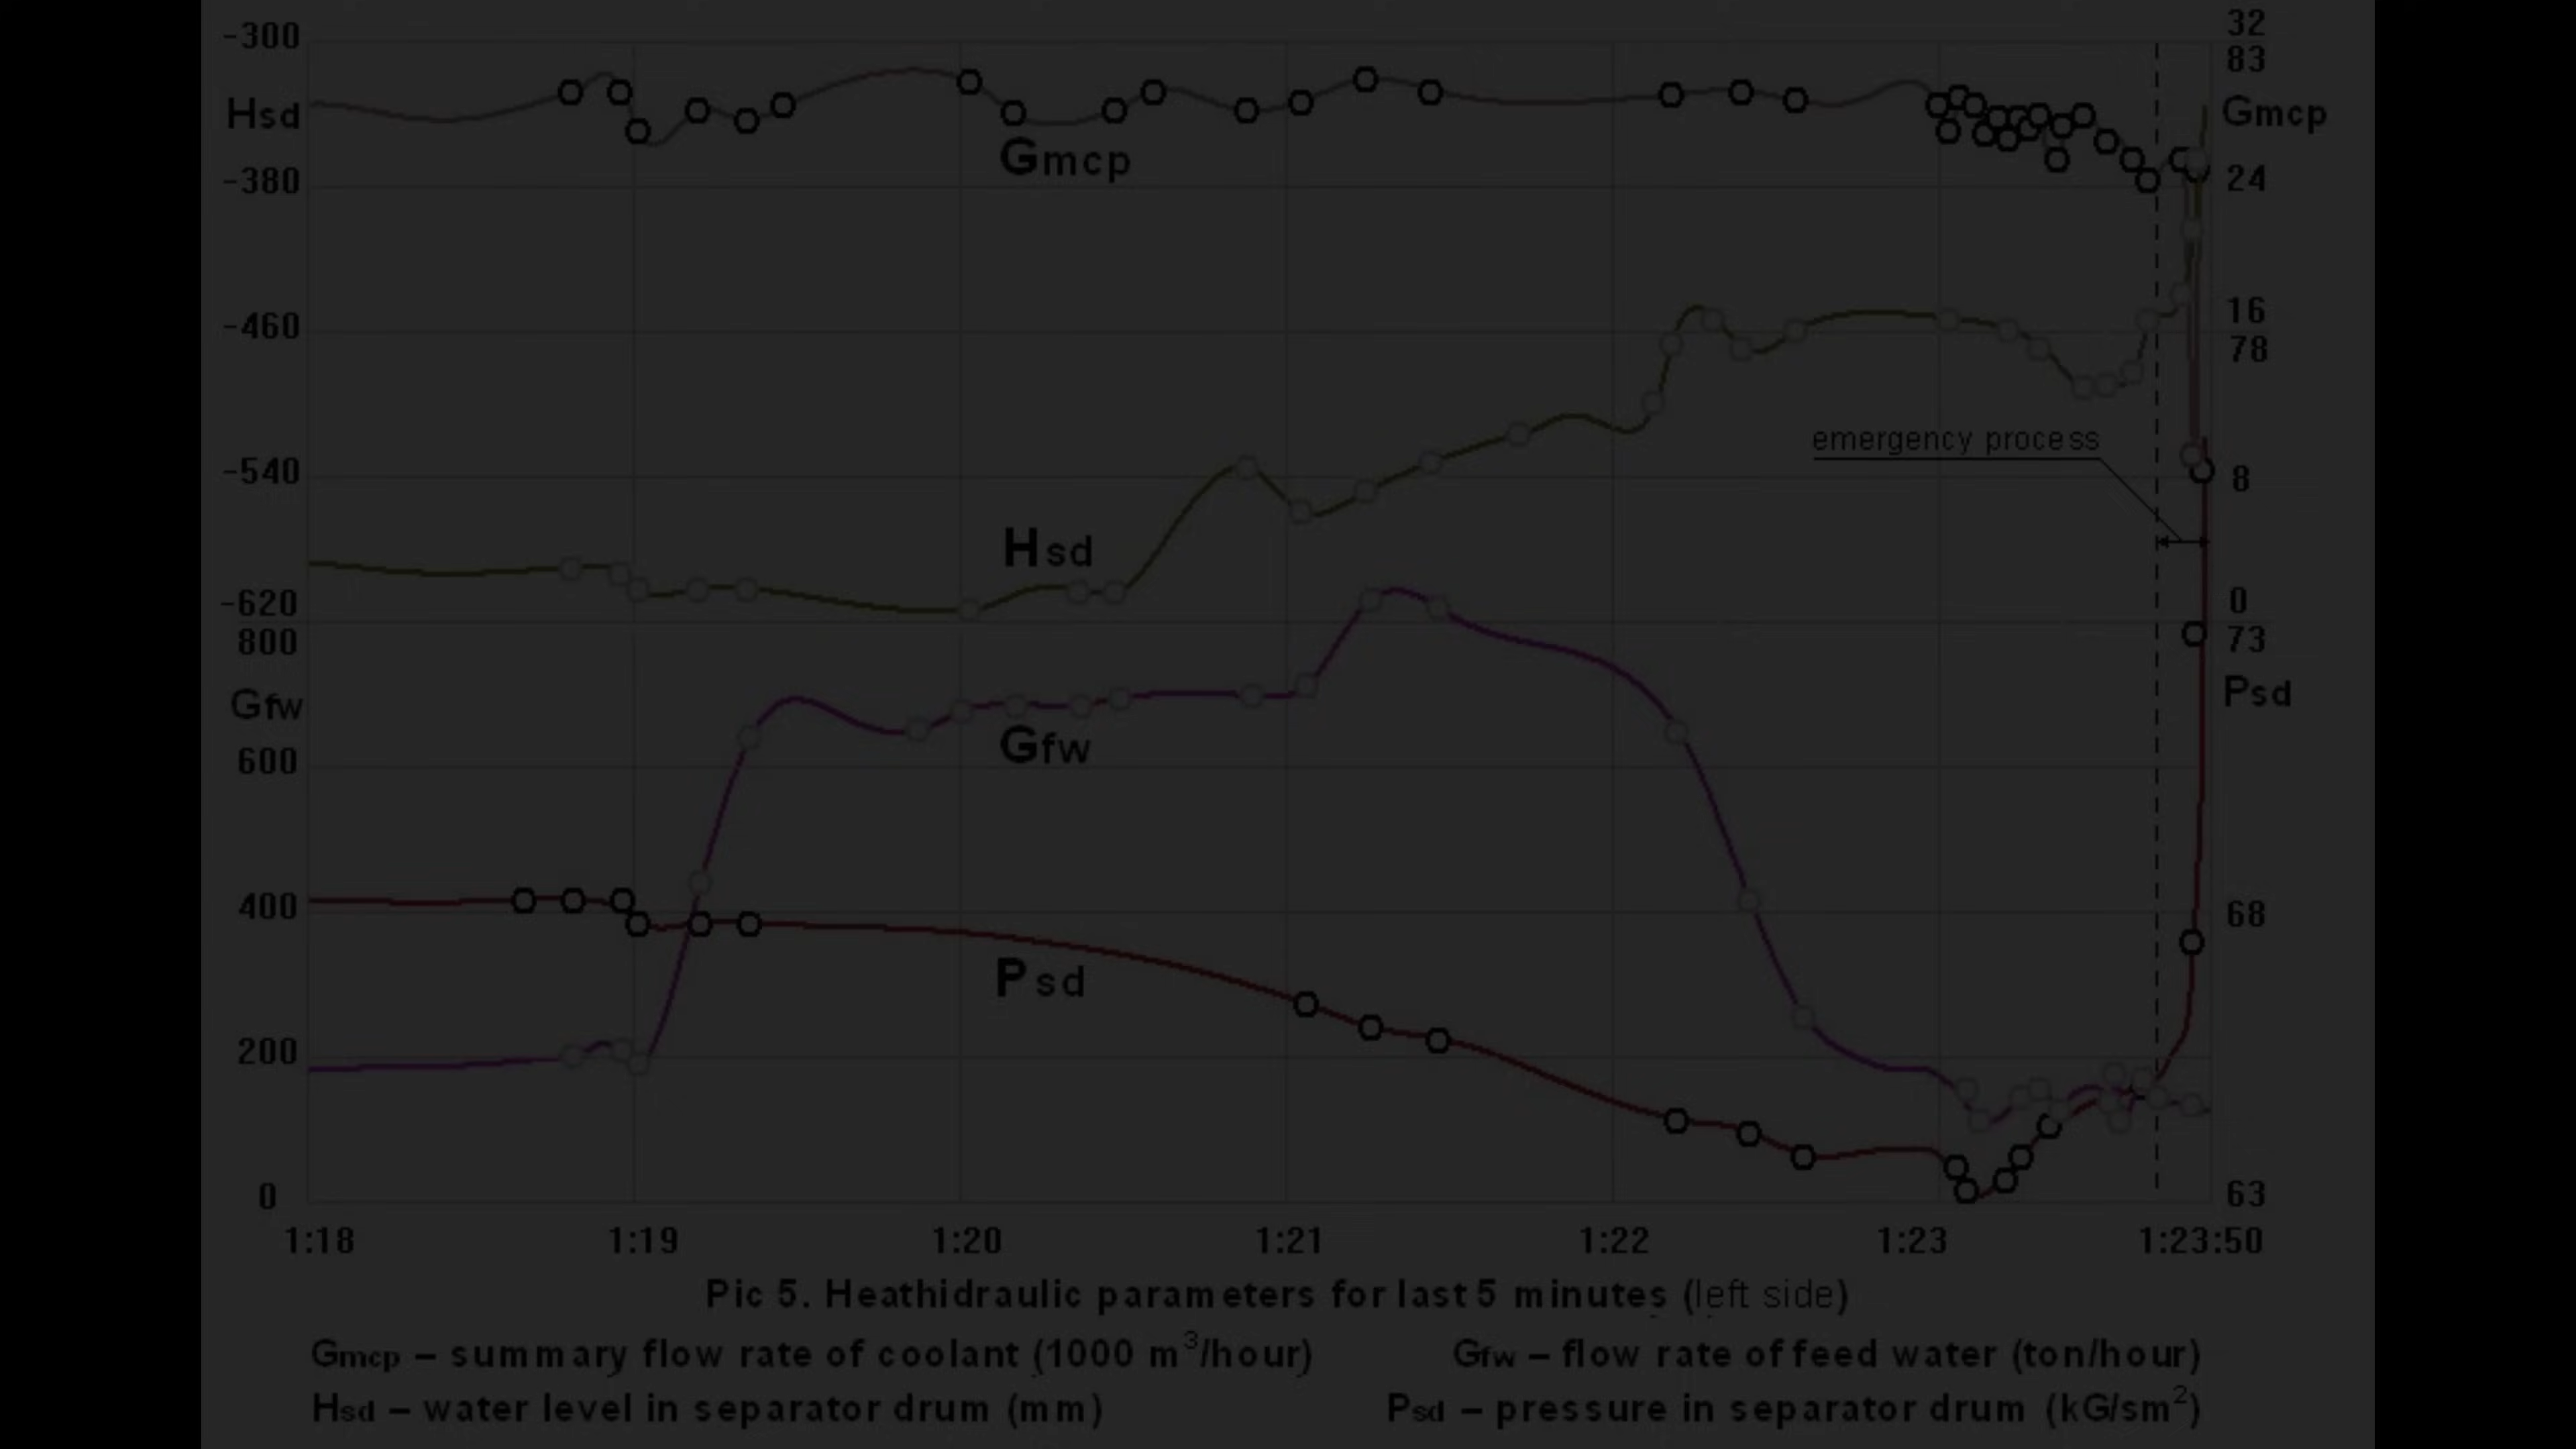 -300 32
83
Hsd Gmcp
Gmcp
-380 24
-460 16
78
emergency process
-540 8
Hsd
-620 0
800 73
Gfw Psd
Gfw
600
400 68
Psd
200
0 63
1:18 1:19 1:20 1:21 1:22 1:23 1:23:50
Pic 5. Heathidraulic parameters for last 5 minutes (left side)
Gmcp – summary flow rate of coolant (1000 m³/hour) Gfw – flow rate of feed water (ton/hour)
Hsd – water level in separator drum (mm) Psd – pressure in separator drum (kG/sm²)